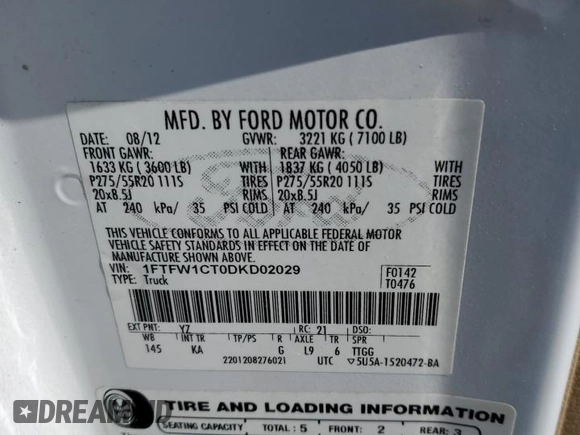 MFD. BY FORD MOTOR CO.
DATE: 08/12 GVWR: 3221 KG ( 7100 LB)
FRONT GAWR: REAR GAWR:
1633 KG ( 3600 LB) WITH 1837 KG ( 4050 LB) WITH
P275/55R20 111S TIRES P275/55R20 111S TIRES
20x8.5J RIMS 20x8.5J RIMS
AT 240 kPa/ 35 PSI COLD AT 240 kPa/ 35 PSI COLD
THIS VEHICLE CONFORMS TO ALL APPLICABLE FEDERAL MOTOR
VEHICLE SAFETY STANDARDS IN EFFECT ON THE DATE OF
MANUFACTURE SHOWN ABOVE.
VIN: 1FTFW1CT0DKD02029 F0142
TYPE: Truck T0476
EXT PNT: YZ RC: 21 DSO:
WB INT TR TP/PS R AXLE TR SPR
145 KA G L9 6 TTGG
2201208276021 UTC ▽5U5A-1520472-BA
Ford
DREAMBID
TIRE AND LOADING INFORMATION
SEATING CAPACITY TOTAL: 5 FRONT: 2 REAR: 3